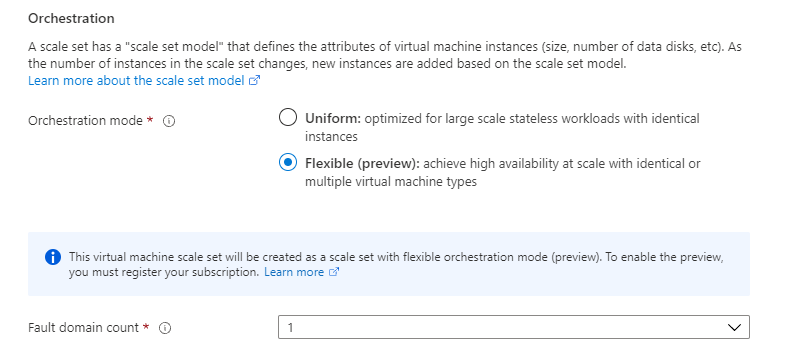 Orchestration
A scale set has a "scale set model" that defines the attributes of virtual machine instances (size, number of data disks, etc). As
the number of instances in the scale set changes, new instances are added based on the scale set model.
Learn more about the scale set model
Orchestration mode *
Uniform: optimized for large scale stateless workloads with identical
instances
Flexible (preview): achieve high availability at scale with identical or
multiple virtual machine types
This virtual machine scale set will be created as a scale set with flexible orchestration mode (preview). To enable the preview,
you must register your subscription. Learn more
Fault domain count *
1